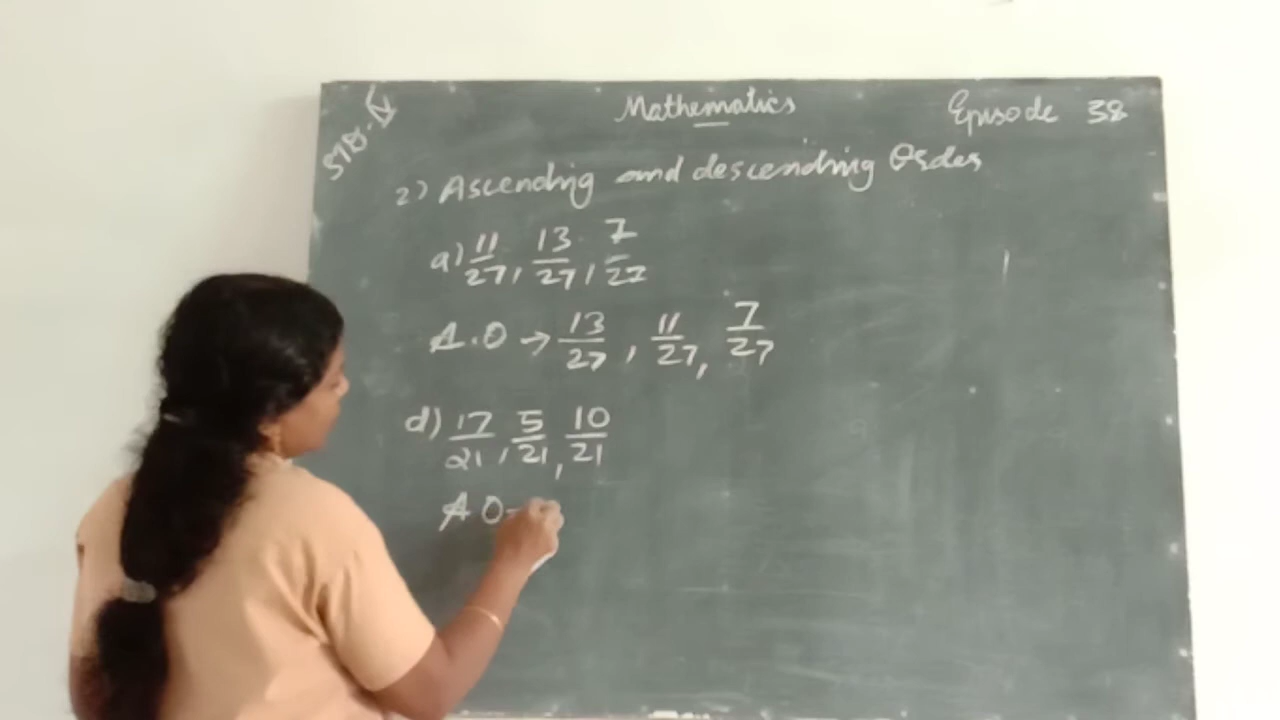 STD. IV
Mathematics
Episode 38
2) Ascending and descending Order
a) 11/27, 13/27, 7/27
A.O → 13/27, 11/27, 7/27
d) 17/21, 5/21, 10/21
A O